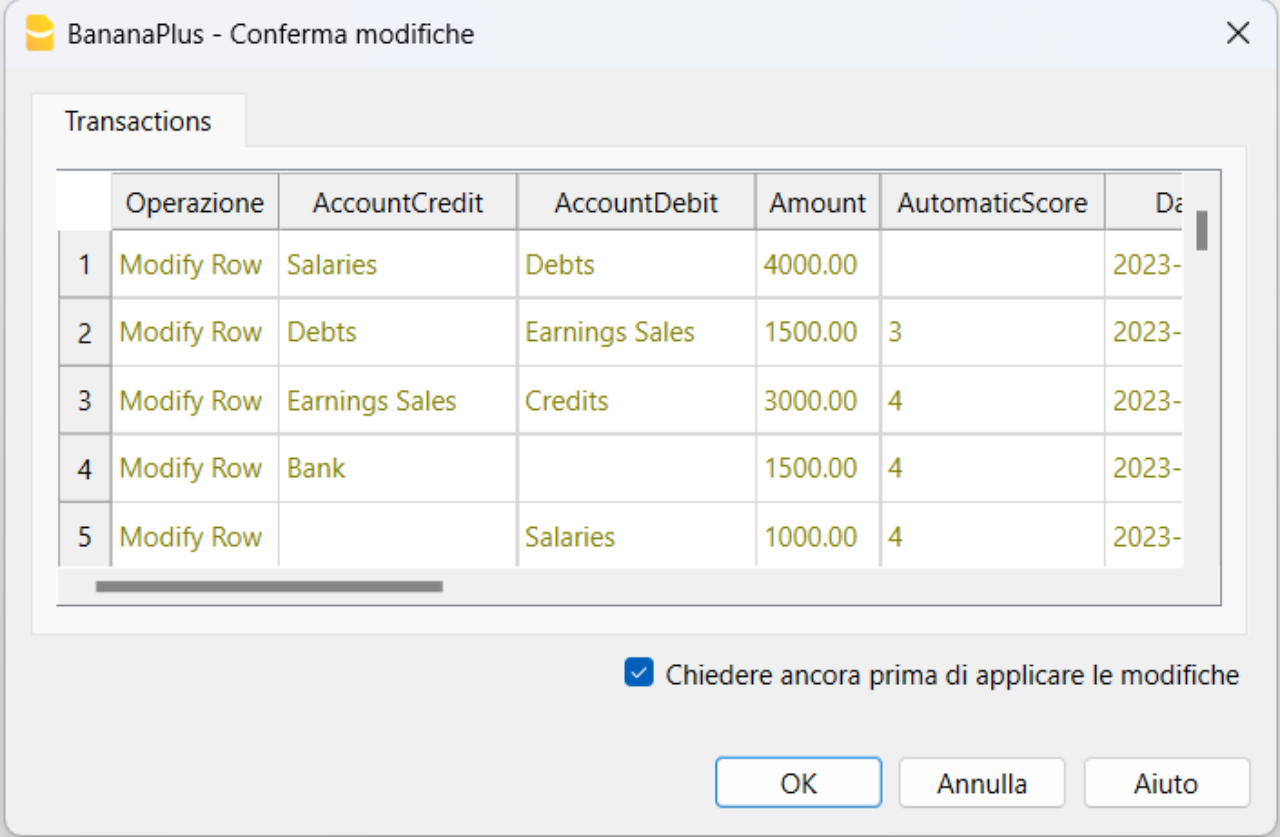 BananaPlus - Conferma modifiche
Transactions
Operazione AccountCredit AccountDebit Amount AutomaticScore Da
1 Modify Row Salaries Debts 4000.00 2023-
2 Modify Row Debts Earnings Sales 1500.00 3 2023-
3 Modify Row Earnings Sales Credits 3000.00 4 2023-
4 Modify Row Bank 1500.00 4 2023-
5 Modify Row Salaries 1000.00 4 2023-
Chiedere ancora prima di applicare le modifiche
OK Annulla Aiuto